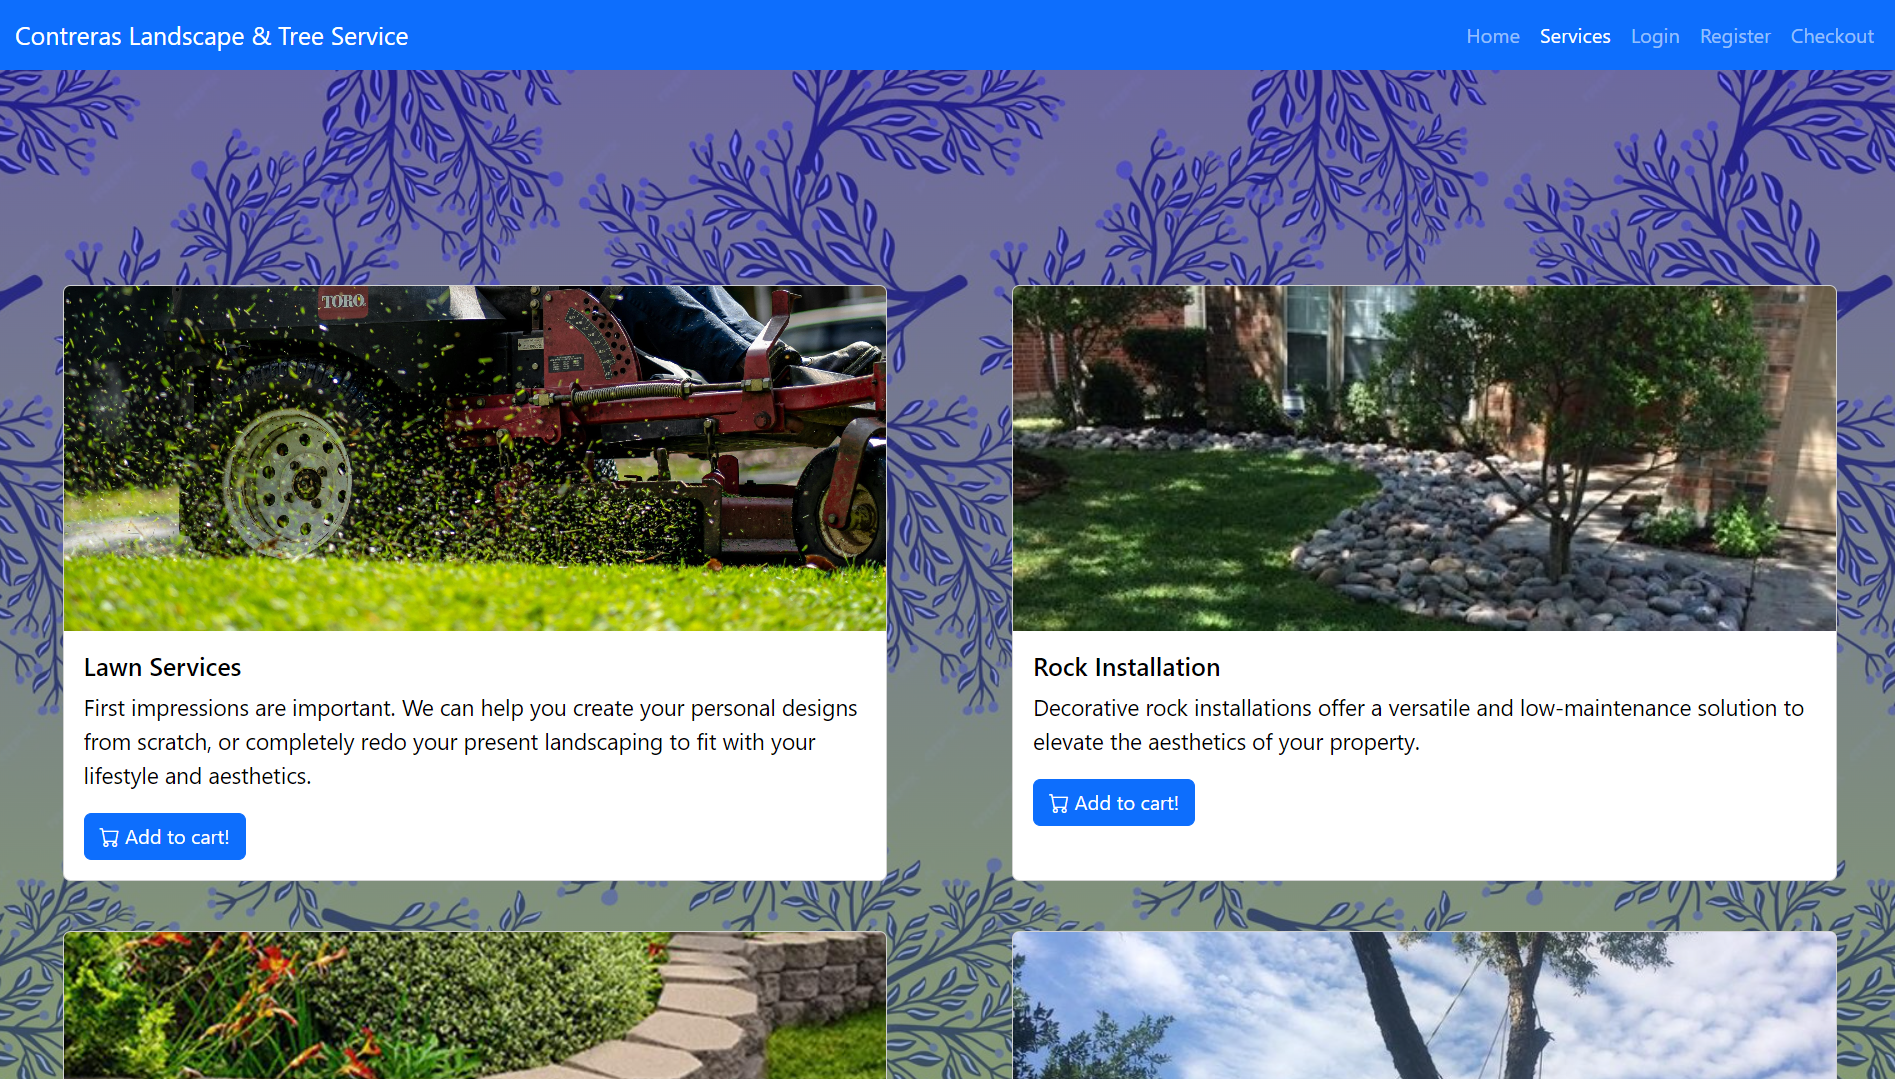 Contreras Landscape & Tree Service
Home Services Login Register Checkout
TORO
Lawn Services
First impressions are important. We can help you create your personal designs
from scratch, or completely redo your present landscaping to fit with your
lifestyle and aesthetics.
Add to cart!
Rock Installation
Decorative rock installations offer a versatile and low-maintenance solution to
elevate the aesthetics of your property.
Add to cart!